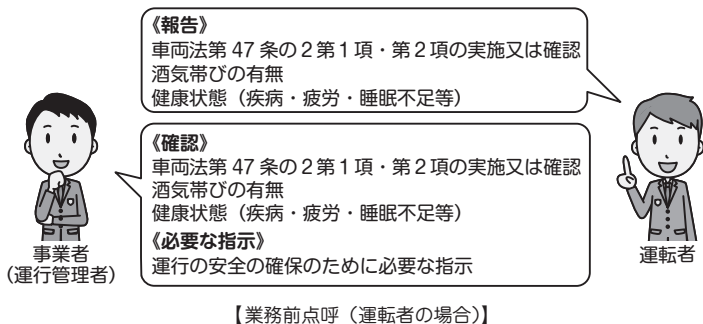 《報告》
車両法第 47 条の2第1項・第2項の実施又は確認
酒気帯びの有無
健康状態（疾病・疲労・睡眠不足等）
《確認》
車両法第 47 条の2第1項・第2項の実施又は確認
酒気帯びの有無
健康状態（疾病・疲労・睡眠不足等）
《必要な指示》
運行の安全の確保のために必要な指示
事業者
（運行管理者）
運転者
【業務前点呼（運転者の場合）】